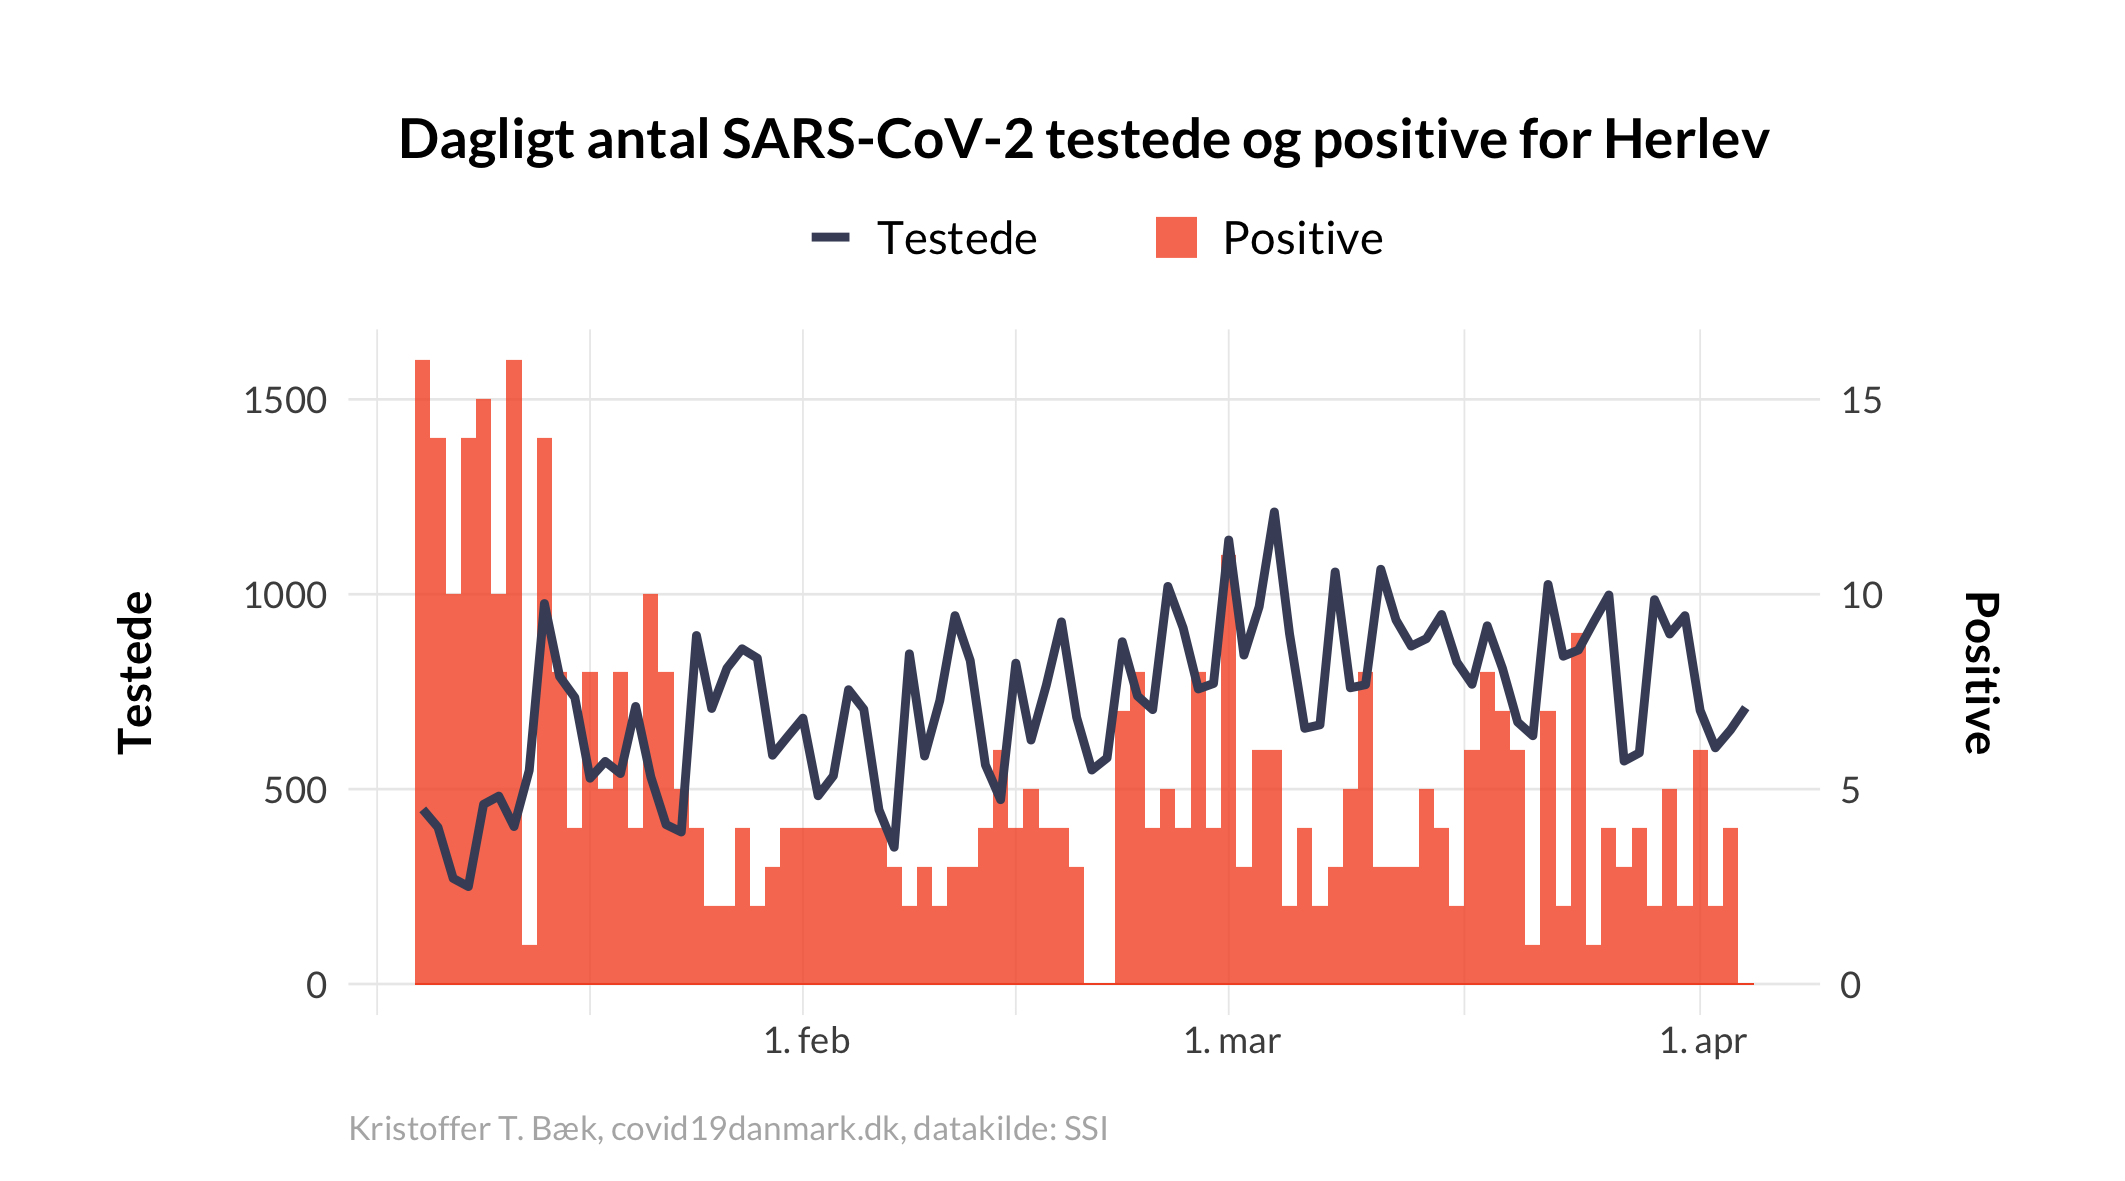 Dagligt antal SARS-CoV-2 testede og positive for Herlev
Testede Positive
1500 15
1000 10
500 5
0 0
Testede
Positive
1. feb 1. mar 1. apr
Kristoffer T. Bæk, covid19danmark.dk, datakilde: SSI